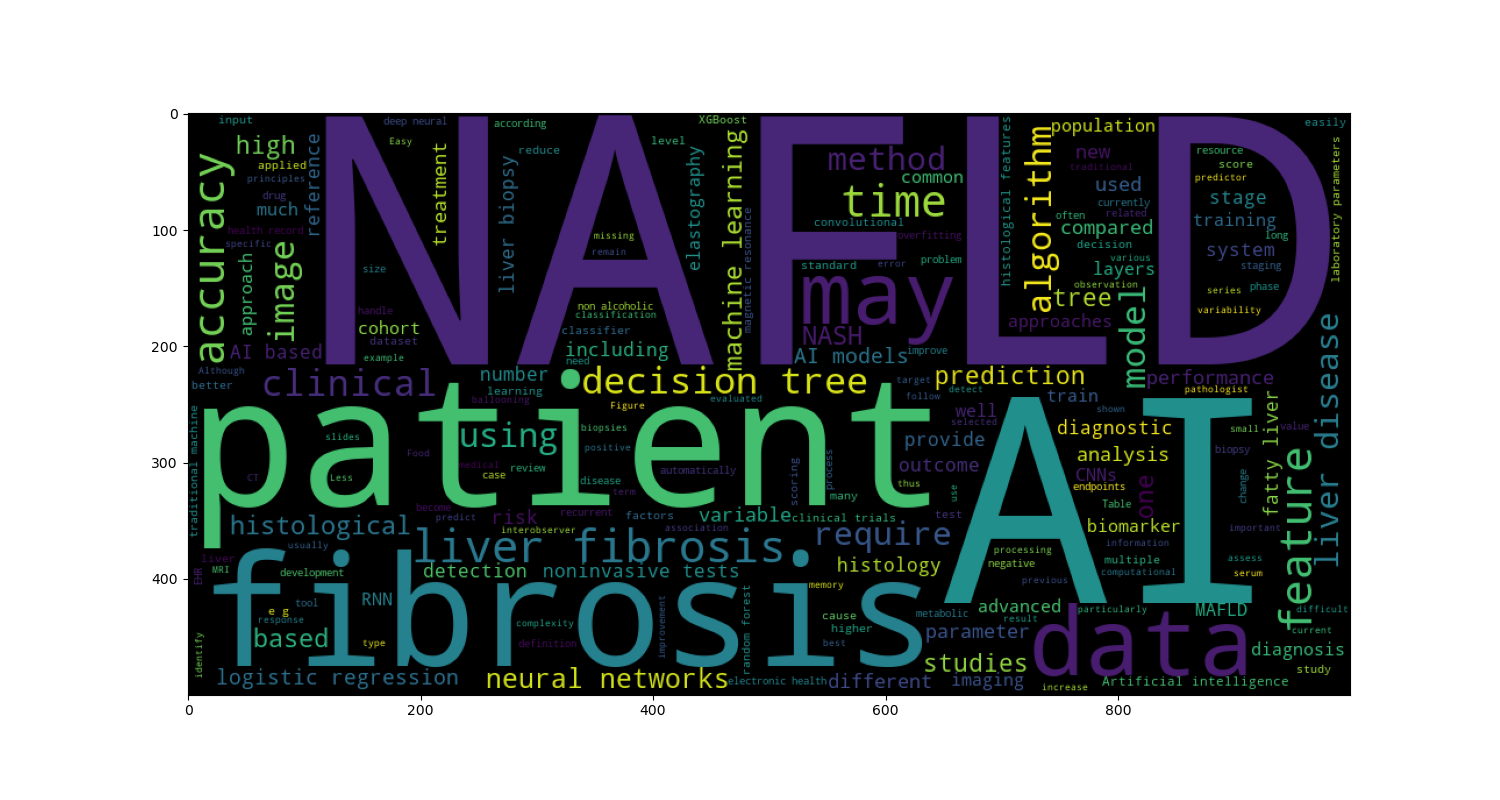 0
100
200
300
400
0
200
400
600
800
NAFLD
patient
AI
fibrosis
data
may
accuracy
high
input
applied
principles
drug
much
health record
specific
approach
image
reference
AI based
Although
better
clinical
deep neural
Easy
according
reduce
treatment
liver biopsy
size
handle
cohort
dataset
example
missing
remain
non alcoholic
classification
classifier
including
need
level
elastography
XGBoost
machine learning
magnetic resonance
method
common
time
convolutional
overfitting
standard
error
problem
NASH
AI models
improve
histological features
algorithm
population
new
traditional
used
currently
related
often
compared
decision
various
layers
observation
tree
approaches
model
resource
score
predictor
stage
training
long
system
staging
series
phase
variability
easily
laboratory parameters
liver disease
number
learning
ballooning
decision tree
Figure
evaluated
target
follow
detect
prediction
train
shown
performance
pathologist
traditional machine
slides
CT
Less
Food
using
medical
case
review
biopsies
positive
disease
term
automatically
scoring
process
many
provide
well
selected
outcome
thus
use
diagnostic
analysis
CNNs
endpoints
Table
one
biomarker
information
small
value
biopsy
change
fatty liver
important
feature
histological
usually
become
predict
risk
recurrent
interobserver
factors
association
variable
clinical trials
test
require
liver fibrosis
liver
MRI
EHR
development
detection
noninvasive tests
histology
processing
negative
previous
multiple
computational
assess
serum
e g
tool
response
RNN
based
type
complexity
definition
improvement
random forest
memory
cause
higher
best
metabolic
advanced
result
particularly
parameter
MAFLD
difficult
current
diagnosis
study
identify
logistic regression
neural networks
electronic health
different
studies
imaging
increase
Artificial intelligence